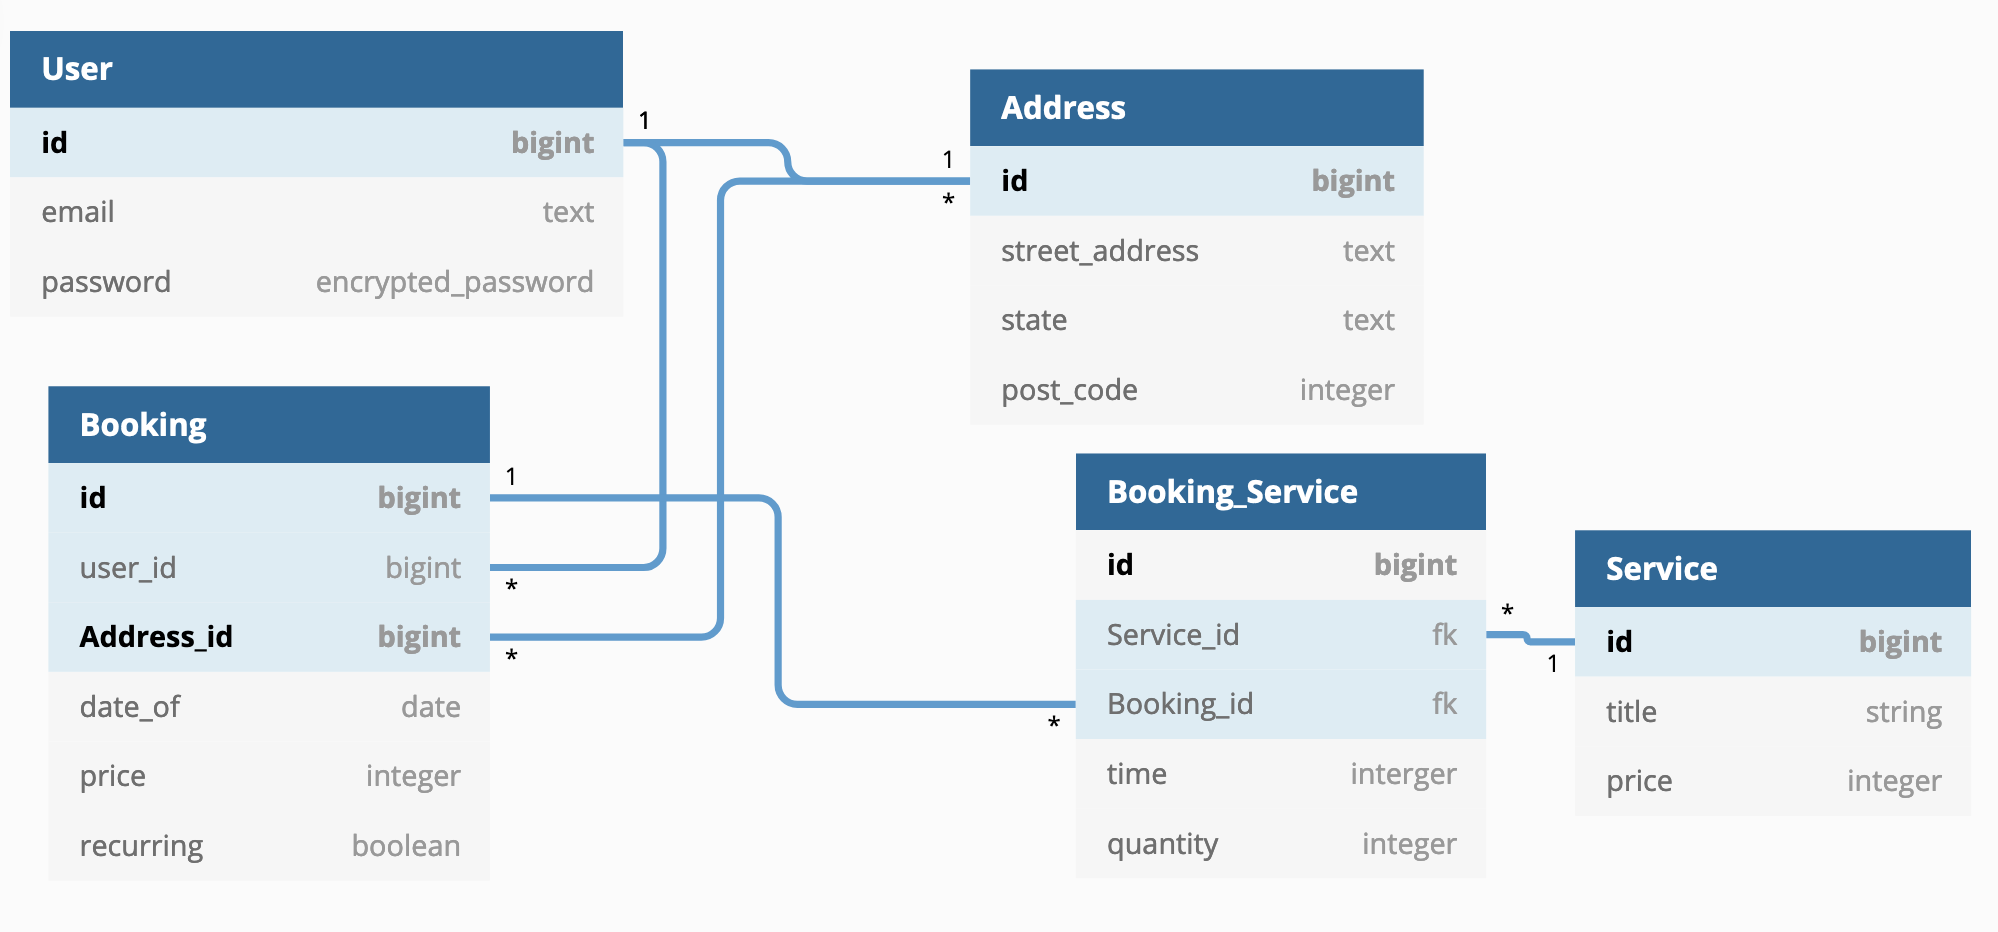 User
id bigint
email text
password encrypted_password
1
Address
1
*
id bigint
street_address text
state text
post_code integer
Booking
id bigint
1
user_id bigint
*
Address_id bigint
*
date_of date
price integer
recurring boolean
Booking_Service
id bigint
Service_id fk
*
Booking_id fk
*
time interger
quantity integer
Service
1
id bigint
title string
price integer